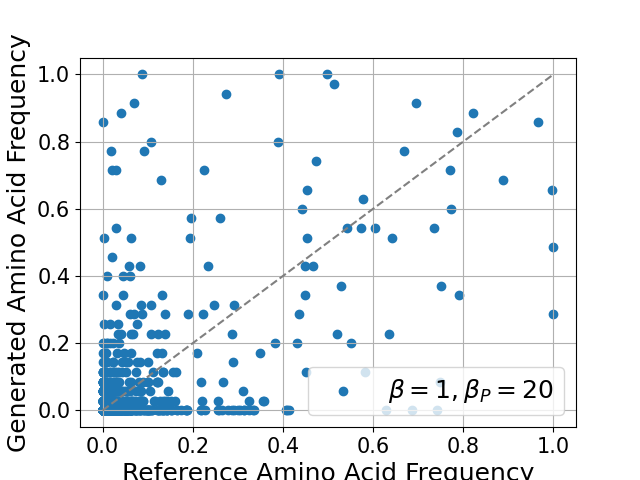 Generated Amino Acid Frequency
1.0
0.8
0.6
0.4
0.2
0.0
β = 1, β_P = 20
0.0 0.2 0.4 0.6 0.8 1.0
Reference Amino Acid Frequency